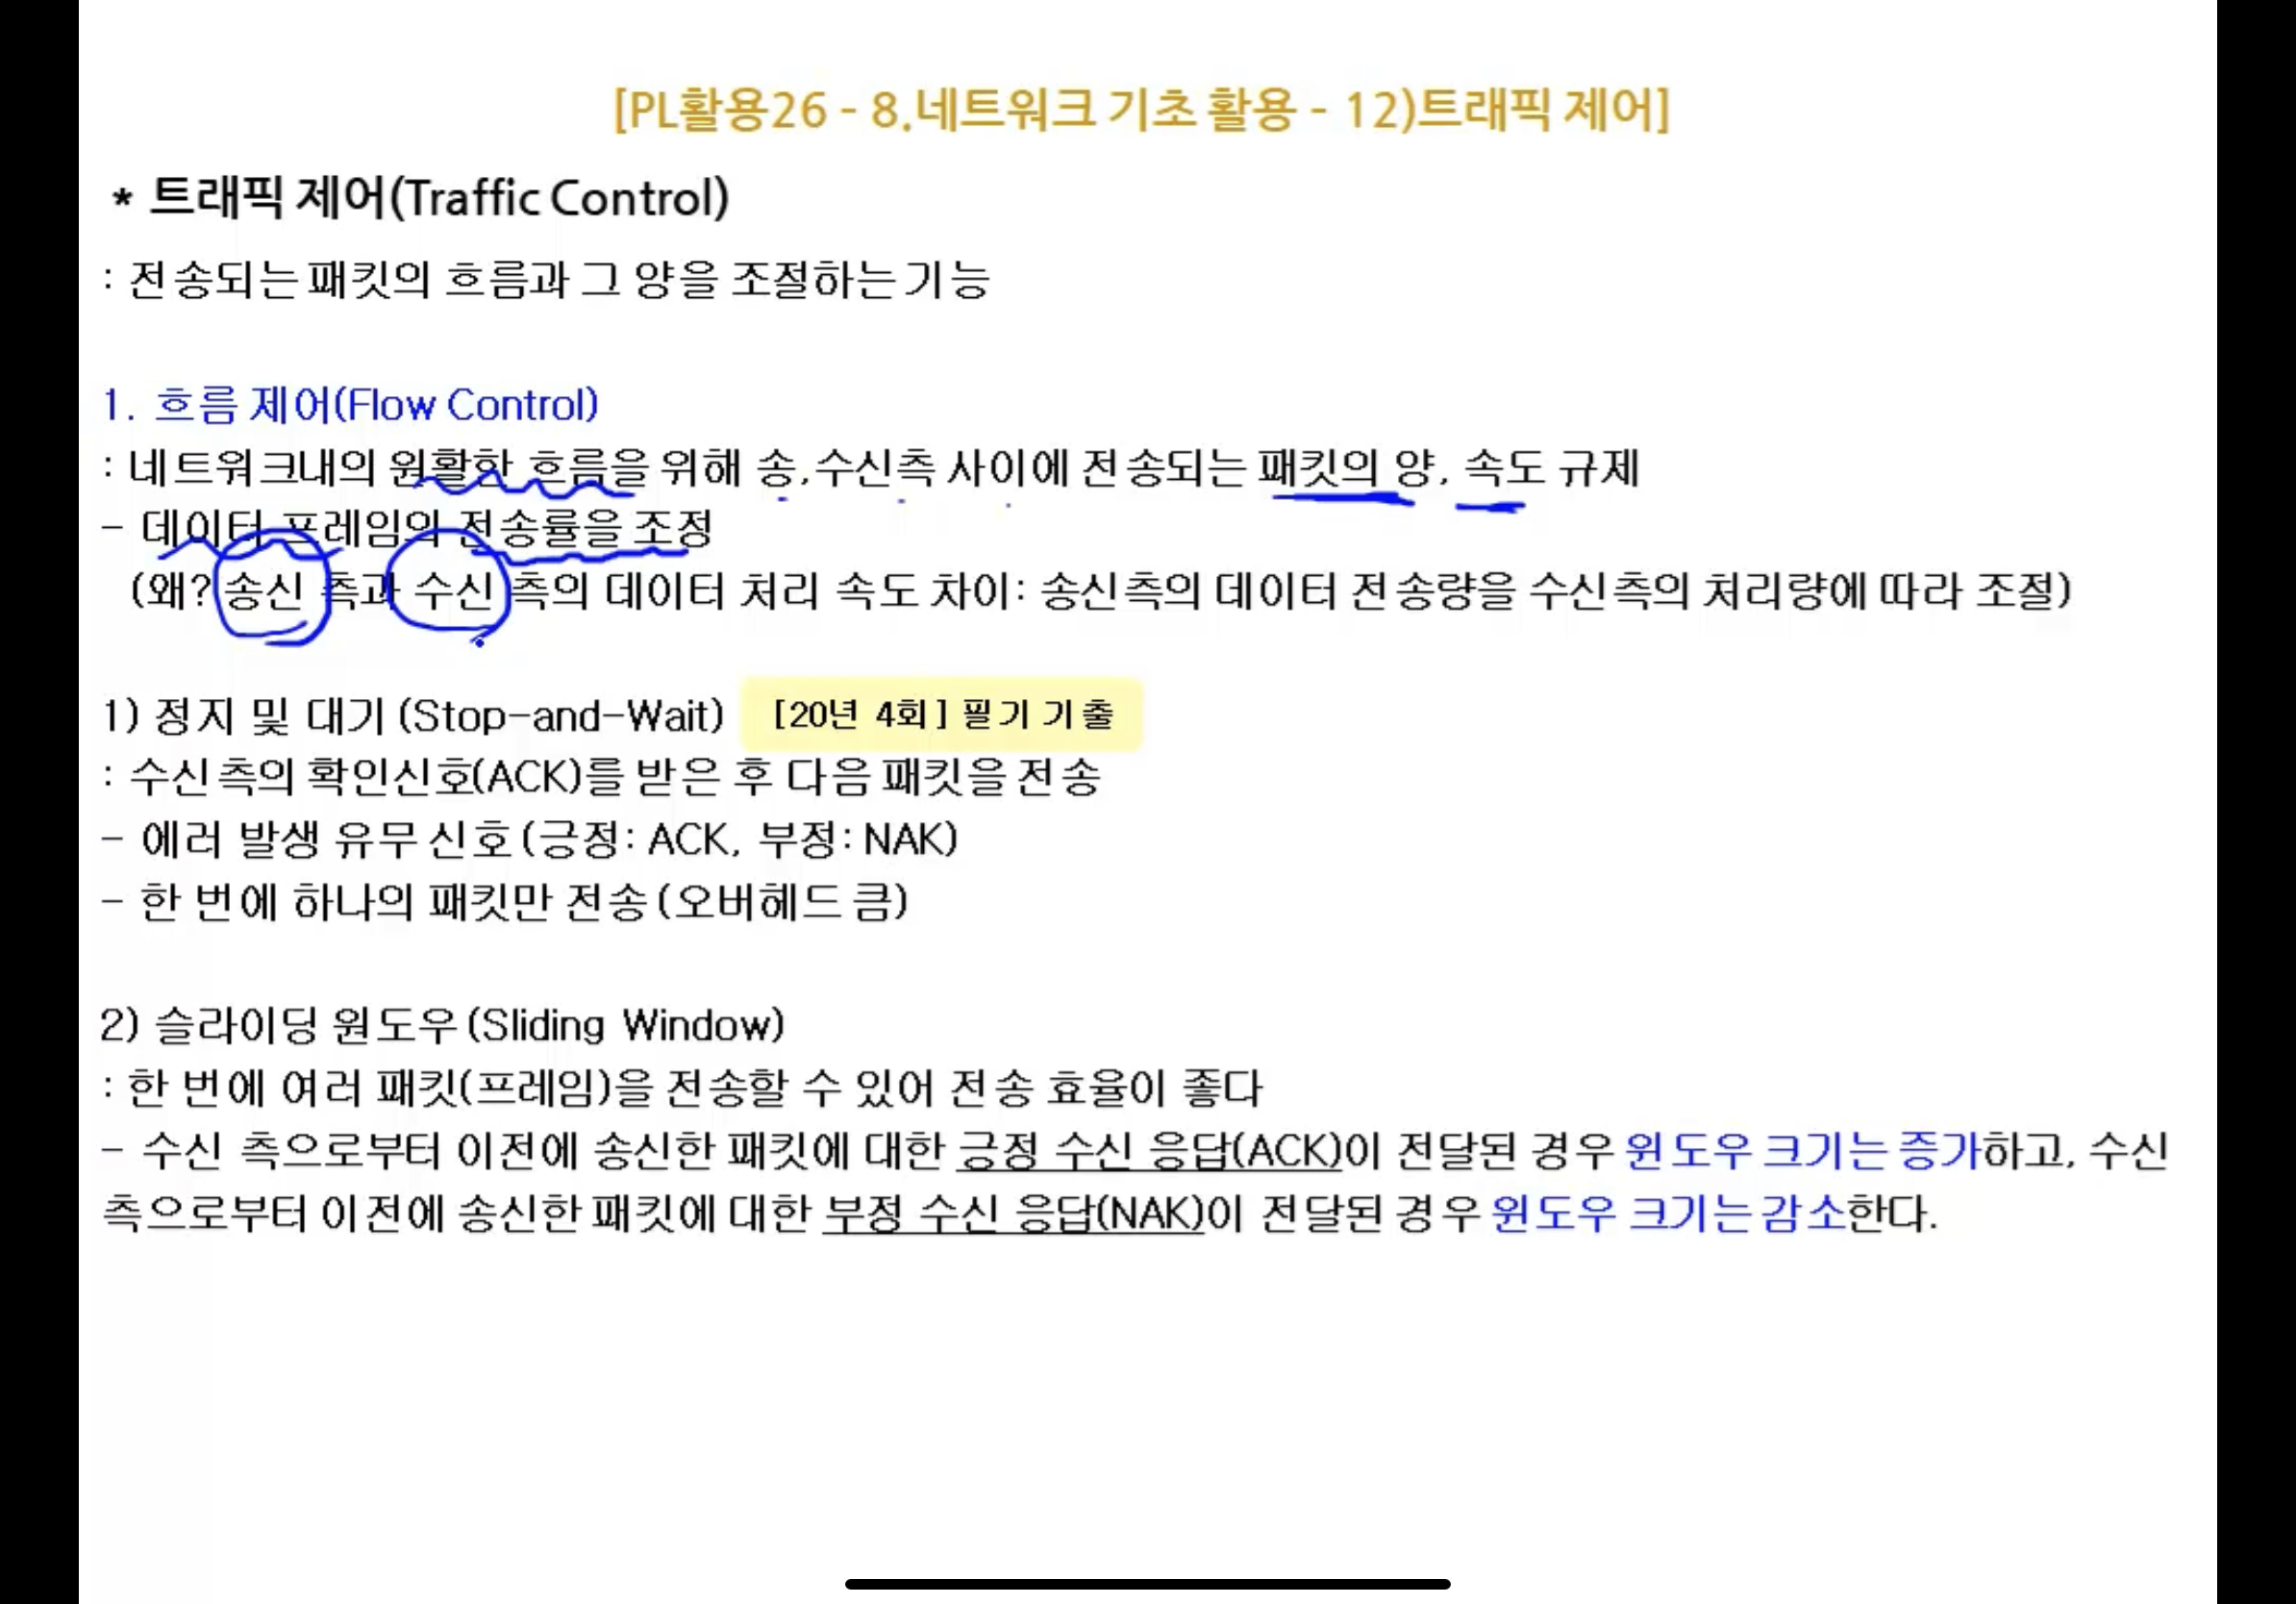 [PL활용26 - 8.네트워크 기초 활용 - 12)트래픽 제어]
* 트래픽 제어(Traffic Control)
: 전송되는 패킷의 흐름과 그 양을 조절하는 기능
1. 흐름 제어(Flow Control)
: 네트워크내의 원활한 흐름을 위해 송,수신측 사이에 전송되는 패킷의 양, 속도 규제
- 데이터 프레임의 전송률을 조정
(왜? 송신 측과 수신 측의 데이터 처리 속도 차이: 송신측의 데이터 전송량을 수신측의 처리량에 따라 조절)
1) 정지 및 대기 (Stop-and-Wait) [20년 4회] 필기 기출
: 수신측의 확인신호(ACK)를 받은 후 다음 패킷을 전송
- 에러 발생 유무 신호 (긍정: ACK, 부정: NAK)
- 한 번에 하나의 패킷만 전송 (오버헤드 큼)
2) 슬라이딩 윈도우 (Sliding Window)
: 한 번에 여러 패킷(프레임)을 전송할 수 있어 전송 효율이 좋다
- 수신 측으로부터 이전에 송신한 패킷에 대한 긍정 수신 응답(ACK)이 전달된 경우 윈도우 크기는 증가하고, 수신
측으로부터 이전에 송신한 패킷에 대한 부정 수신 응답(NAK)이 전달된 경우 윈도우 크기는 감소한다.